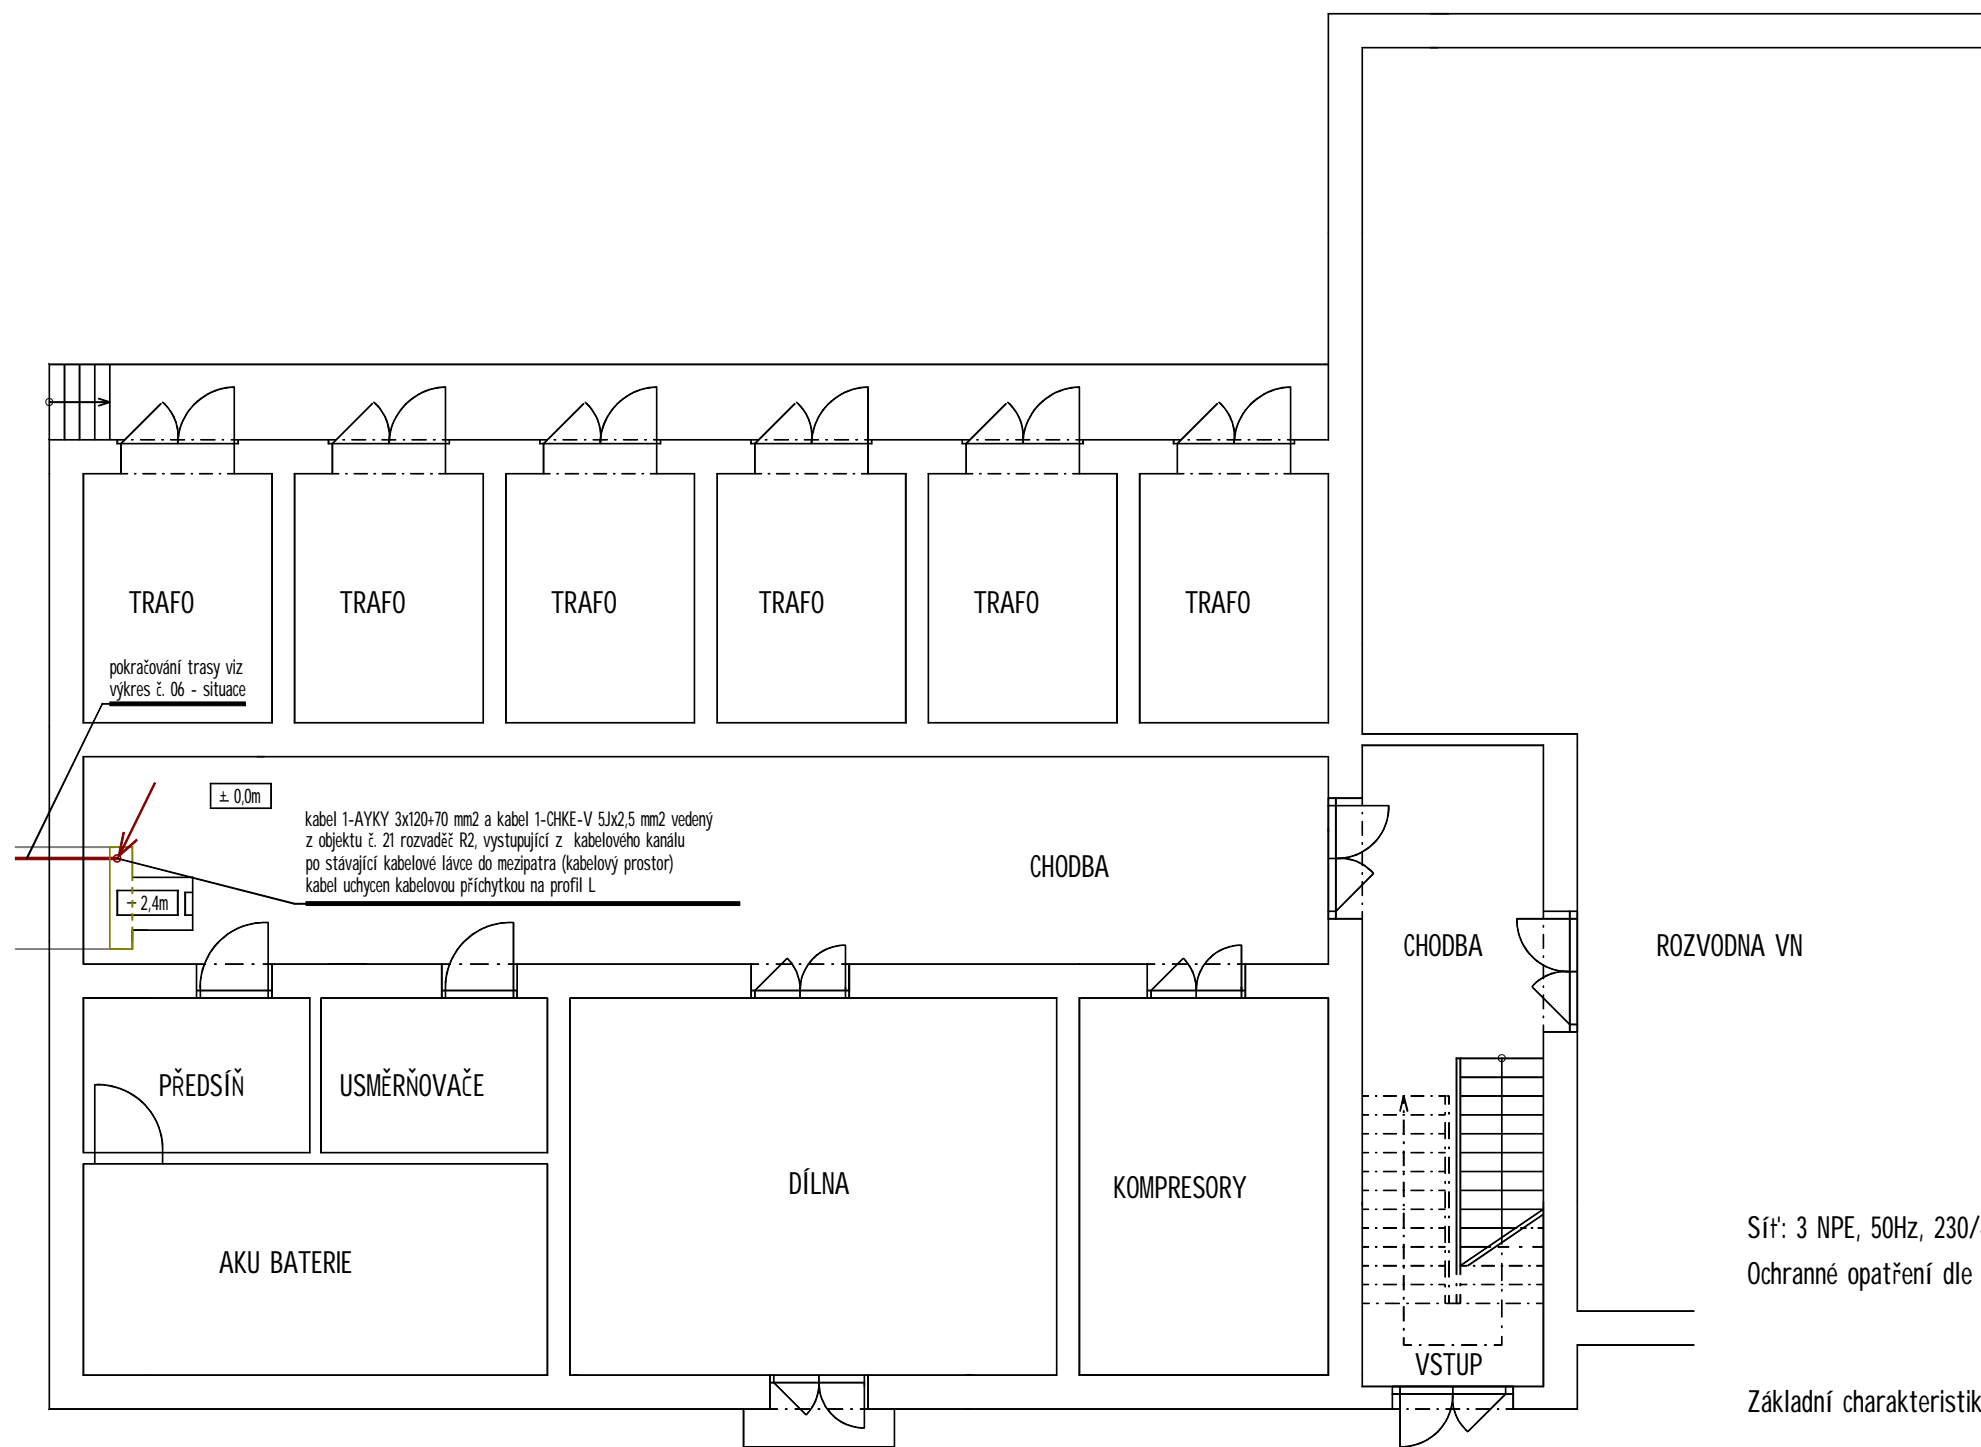 TRAFO
TRAFO
TRAFO
TRAFO
TRAFO
TRAFO
pokračování trasy viz
výkres č. 06 - situace
± 0,0m
kabel 1-AYKY 3x120+70 mm2 a kabel 1-CHKE-V 5Jx2,5 mm2 vedený
z objektu č. 21 rozvaděč R2, vystupující z kabelového kanálu
po stávající kabelové lávce do mezipatra (kabelový prostor)
kabel uchycen kabelovou příchytkou na profil L
CHODBA
2,4m
CHODBA
ROZVODNA VN
PŘEDSÍŇ
USMĚRŇOVAČE
DÍLNA
KOMPRESORY
AKU BATERIE
Síť: 3 NPE, 50Hz, 230/
Ochranné opatření dle
VSTUP
Základní charakteristik